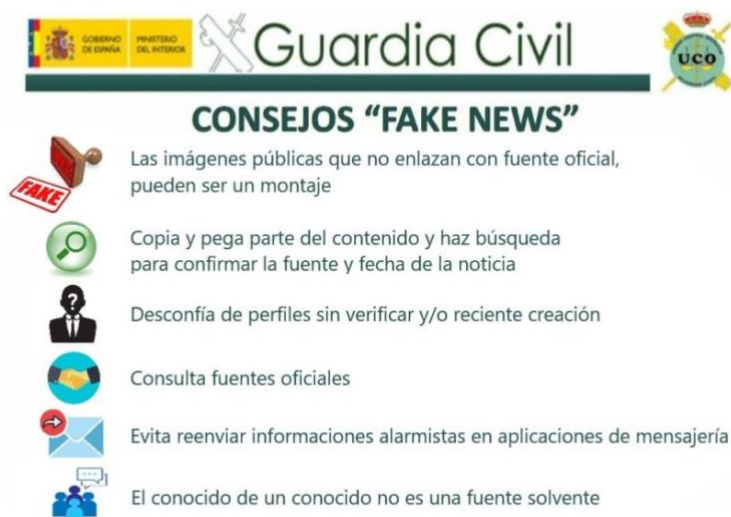 GOBIERNO DE ESPAÑA
MINISTERIO DEL INTERIOR
Guardia Civil
UCO
CONSEJOS “FAKE NEWS”
FAKE
Las imágenes públicas que no enlazan con fuente oficial,
pueden ser un montaje
Copia y pega parte del contenido y haz búsqueda
para confirmar la fuente y fecha de la noticia
?
Desconfía de perfiles sin verificar y/o reciente creación
Consulta fuentes oficiales
Evita reenviar informaciones alarmistas en aplicaciones de mensajería
El conocido de un conocido no es una fuente solvente